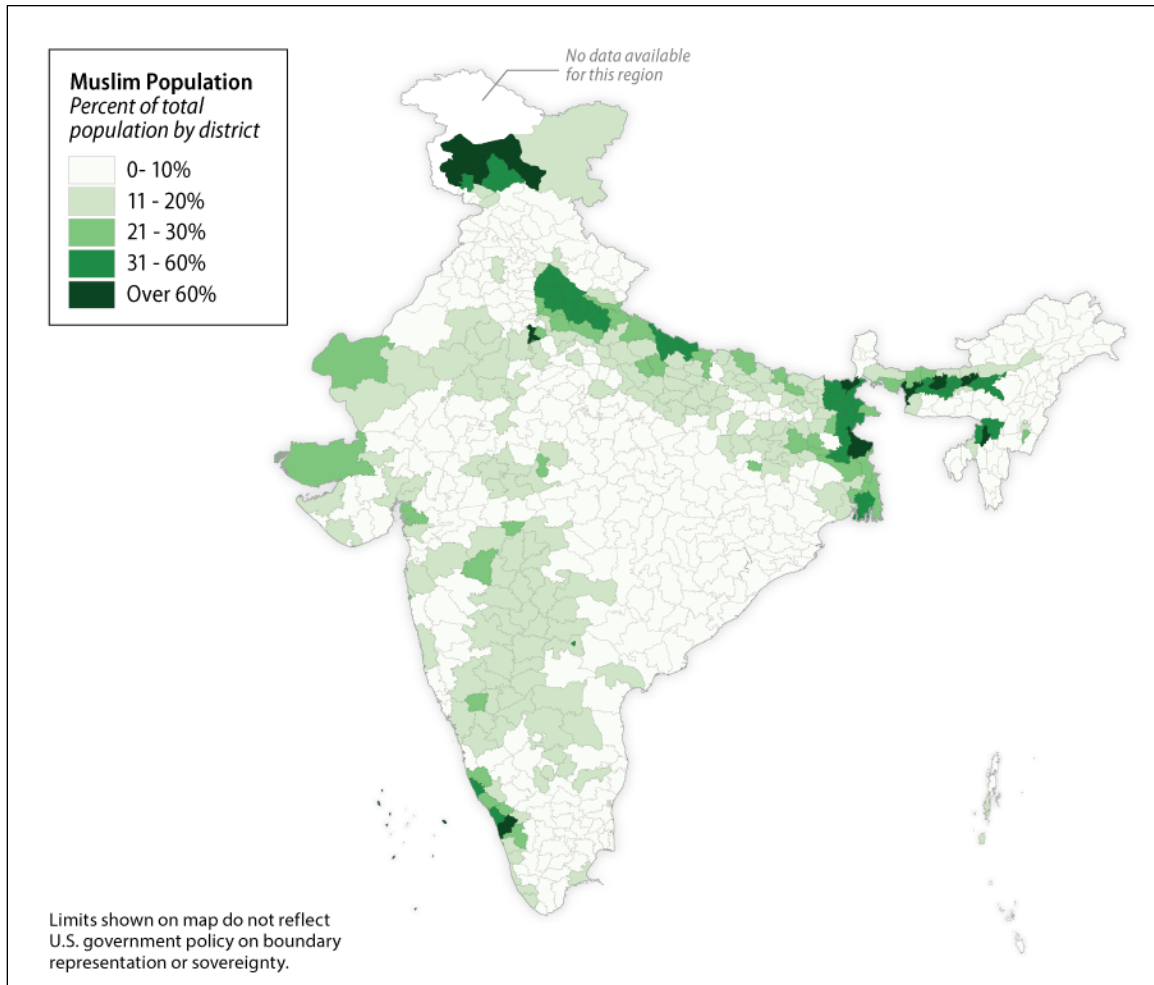 No data available
for this region
Muslim Population
Percent of total
population by district
0- 10%
11 - 20%
21 - 30%
31 - 60%
Over 60%
Limits shown on map do not reflect
U.S. government policy on boundary
representation or sovereignty.